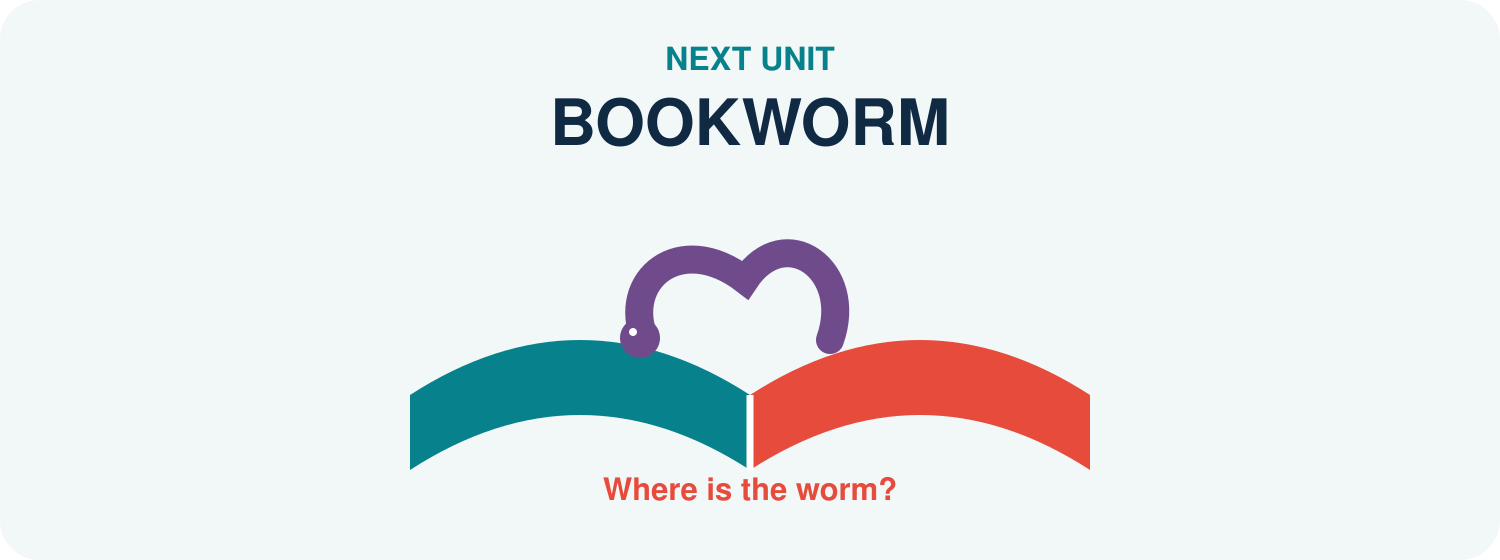 NEXT UNIT
BOOKWORM
Where is the worm?